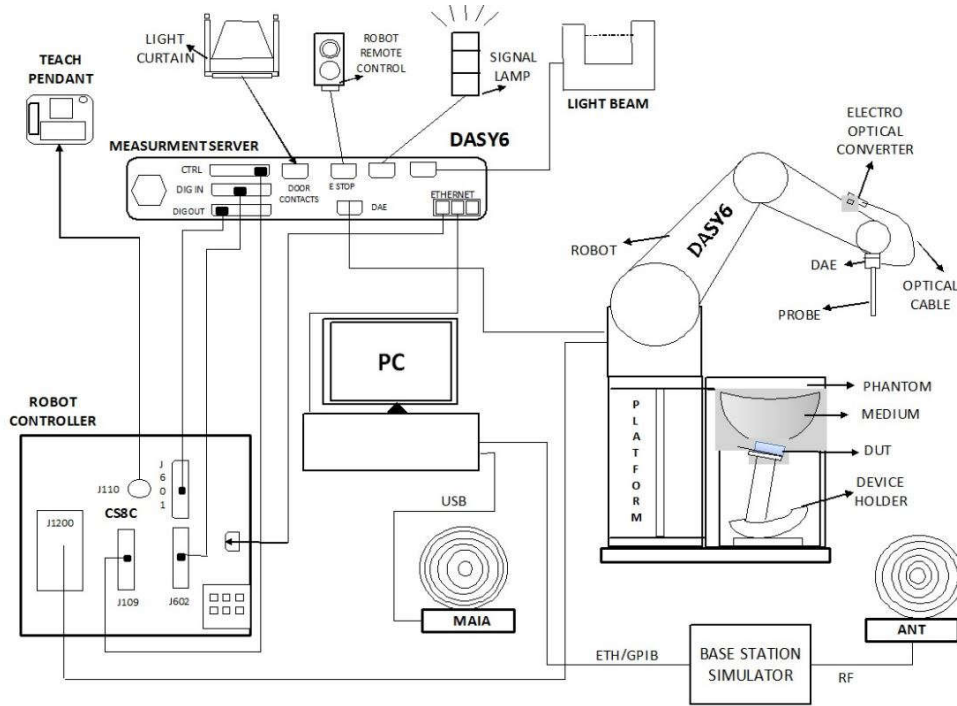 LIGHT
CURTAIN
ROBOT
REMOTE
CONTROL
SIGNAL
LAMP
LIGHT BEAM
TEACH
PENDANT
MEASURMENT SERVER
DASY6
CTRL
DIG IN
DIG OUT
DOOR
CONTACTS
E STOP
DAE
ETHERNET
ELECTRO
OPTICAL
CONVERTER
ROBOT
DASY6
DAE
OPTICAL
CABLE
PROBE
PC
PHANTOM
MEDIUM
DUT
DEVICE
HOLDER
P
L
A
T
F
O
R
M
ROBOT
CONTROLLER
J
6
0
1
J110
CS8C
J1200
J109
J602
USB
MAIA
ANT
ETH/GPIB
BASE STATION
SIMULATOR
RF